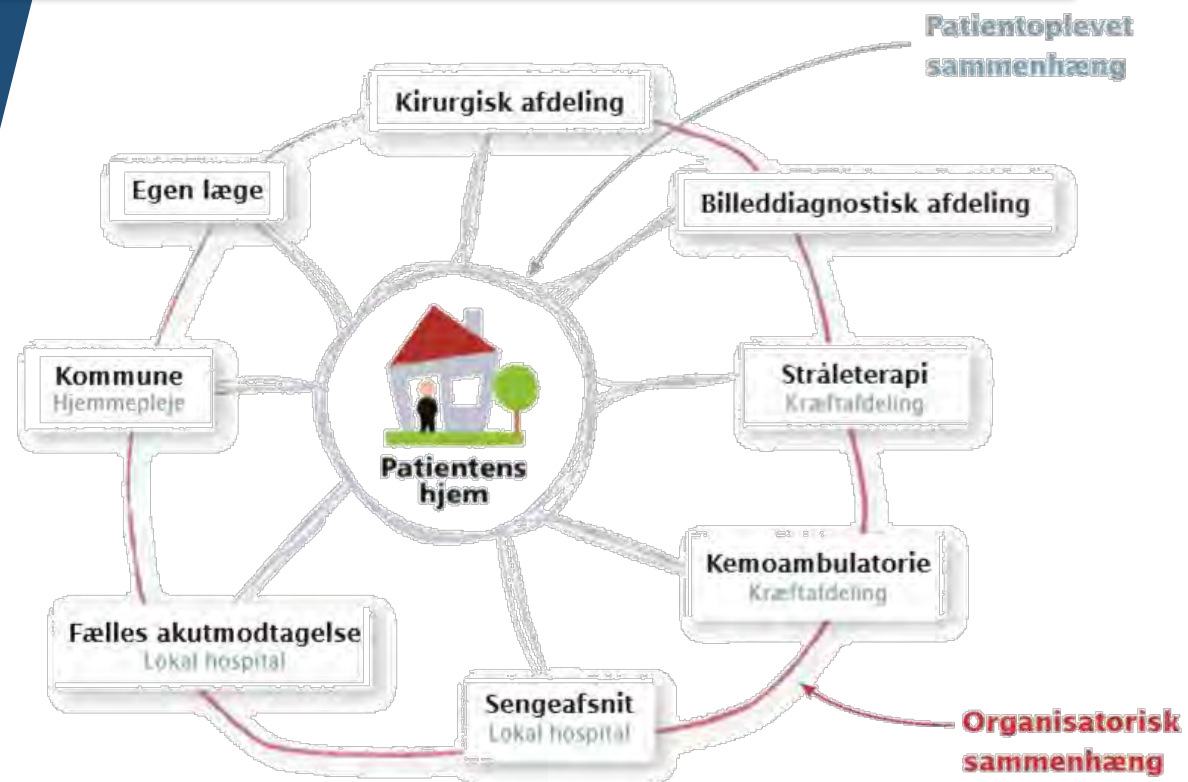 Patientoplevet
sammenhæng
Kirurgisk afdeling
Egen læge
Billeddiagnostisk afdeling
Kommune
Hjemmepleje
Stråleterapi
Kræftafdeling
Patientens
hjem
Kemoambulatorie
Kræftafdeling
Fælles akutmodtagelse
Lokal hospital
Sengeafsnit
Lokal hospital
Organisatorisk
sammenhæng